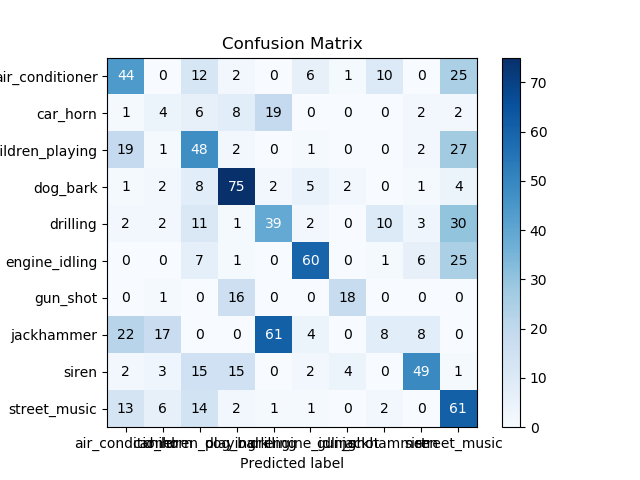 Confusion Matrix
air_conditioner 44 0 12 2 0 6 1 10 0 25
car_horn 1 4 6 8 19 0 0 0 2 2
ildren_playing 19 1 48 2 0 1 0 0 2 27
dog_bark 1 2 8 75 2 5 2 0 1 4
drilling 2 2 11 1 39 2 0 10 3 30
engine_idling 0 0 7 1 0 60 0 1 6 25
gun_shot 0 1 0 16 0 0 18 0 0 0
jackhammer 22 17 0 0 61 4 0 8 8 0
siren 2 3 15 15 0 2 4 0 49 1
street_music 13 6 14 2 1 1 0 2 0 61
street_music
Predicted label
70
60
50
40
30
20
10
0